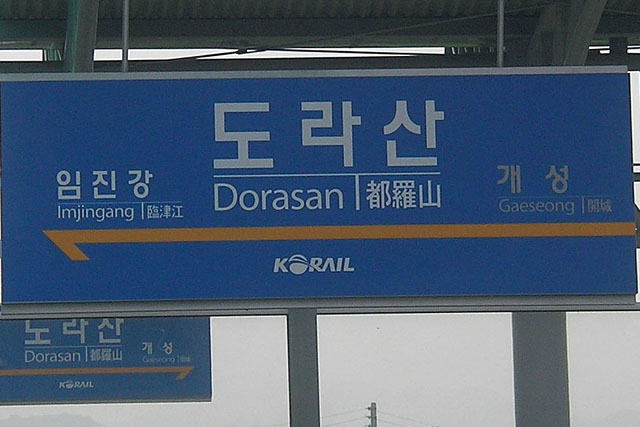 도라산
Dorasan 都羅山
임진강
Imjingang 臨津江
개성
Gaeseong 開城
KORAIL
도라산
Dorasan 都羅山
개성
Gaeseong 開城
KORAIL